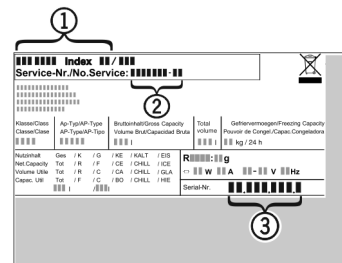 1
Index /
Service-Nr./No.Service: -
2
Klasse/Class Ap-Typ/AP-Type Bruttoinhalt/Gross Capacity Total Gefriervermoegen/Freezing Capacity
Classe/Clase AP-Type/AP-Tipo Volume Brut/Capacidad Bruta volume Pouvoir de Congel./Capac.Congeladora
l l kg / 24 h
Nutzinhalt Ges / K / G / KE / KALT / EIS
Net.Capacity Tot / R / F / CE / CHILL / ICE
Volume Utile Tot / R / C / CA / CHILL / GLA
Capac. Util Tot / F / C / BO / CHILL / HIE
l / l
R : g
W A - V Hz
Serial-Nr. . . .
3